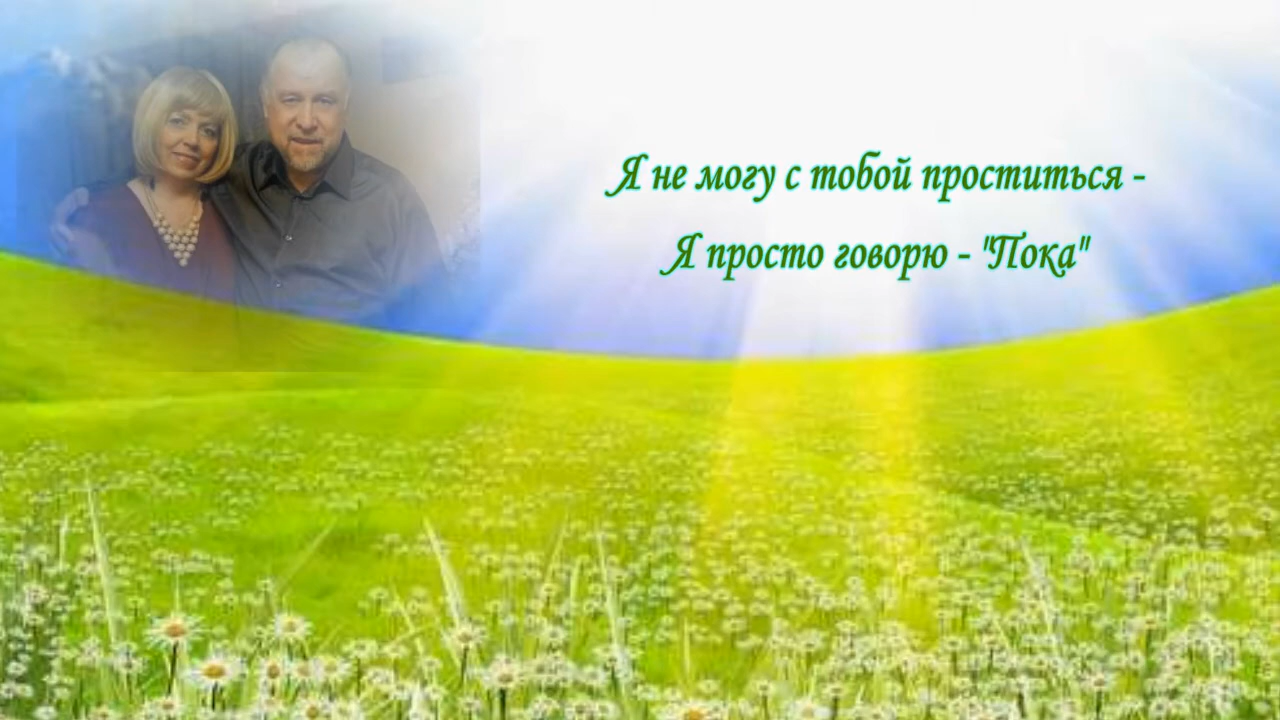 Я не могу с тобой проститься -
Я просто говорю - "Пока"